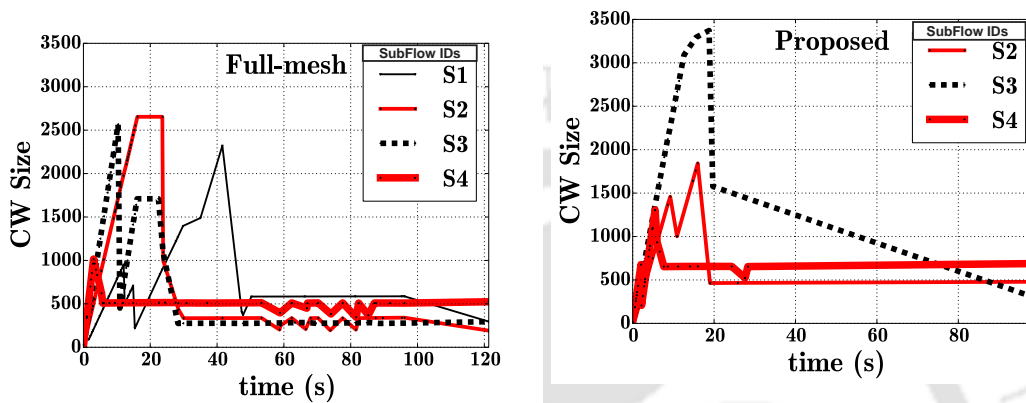 Full-mesh
SubFlow IDs
S1
S2
S3
S4
CW Size
3500
3000
2500
2000
1500
1000
500
0
0 20 40 60 80 100 120
time (s)
Proposed
SubFlow IDs
S2
S3
S4
CW Size
3500
3000
2500
2000
1500
1000
500
0
0 20 40 60 80
time (s)